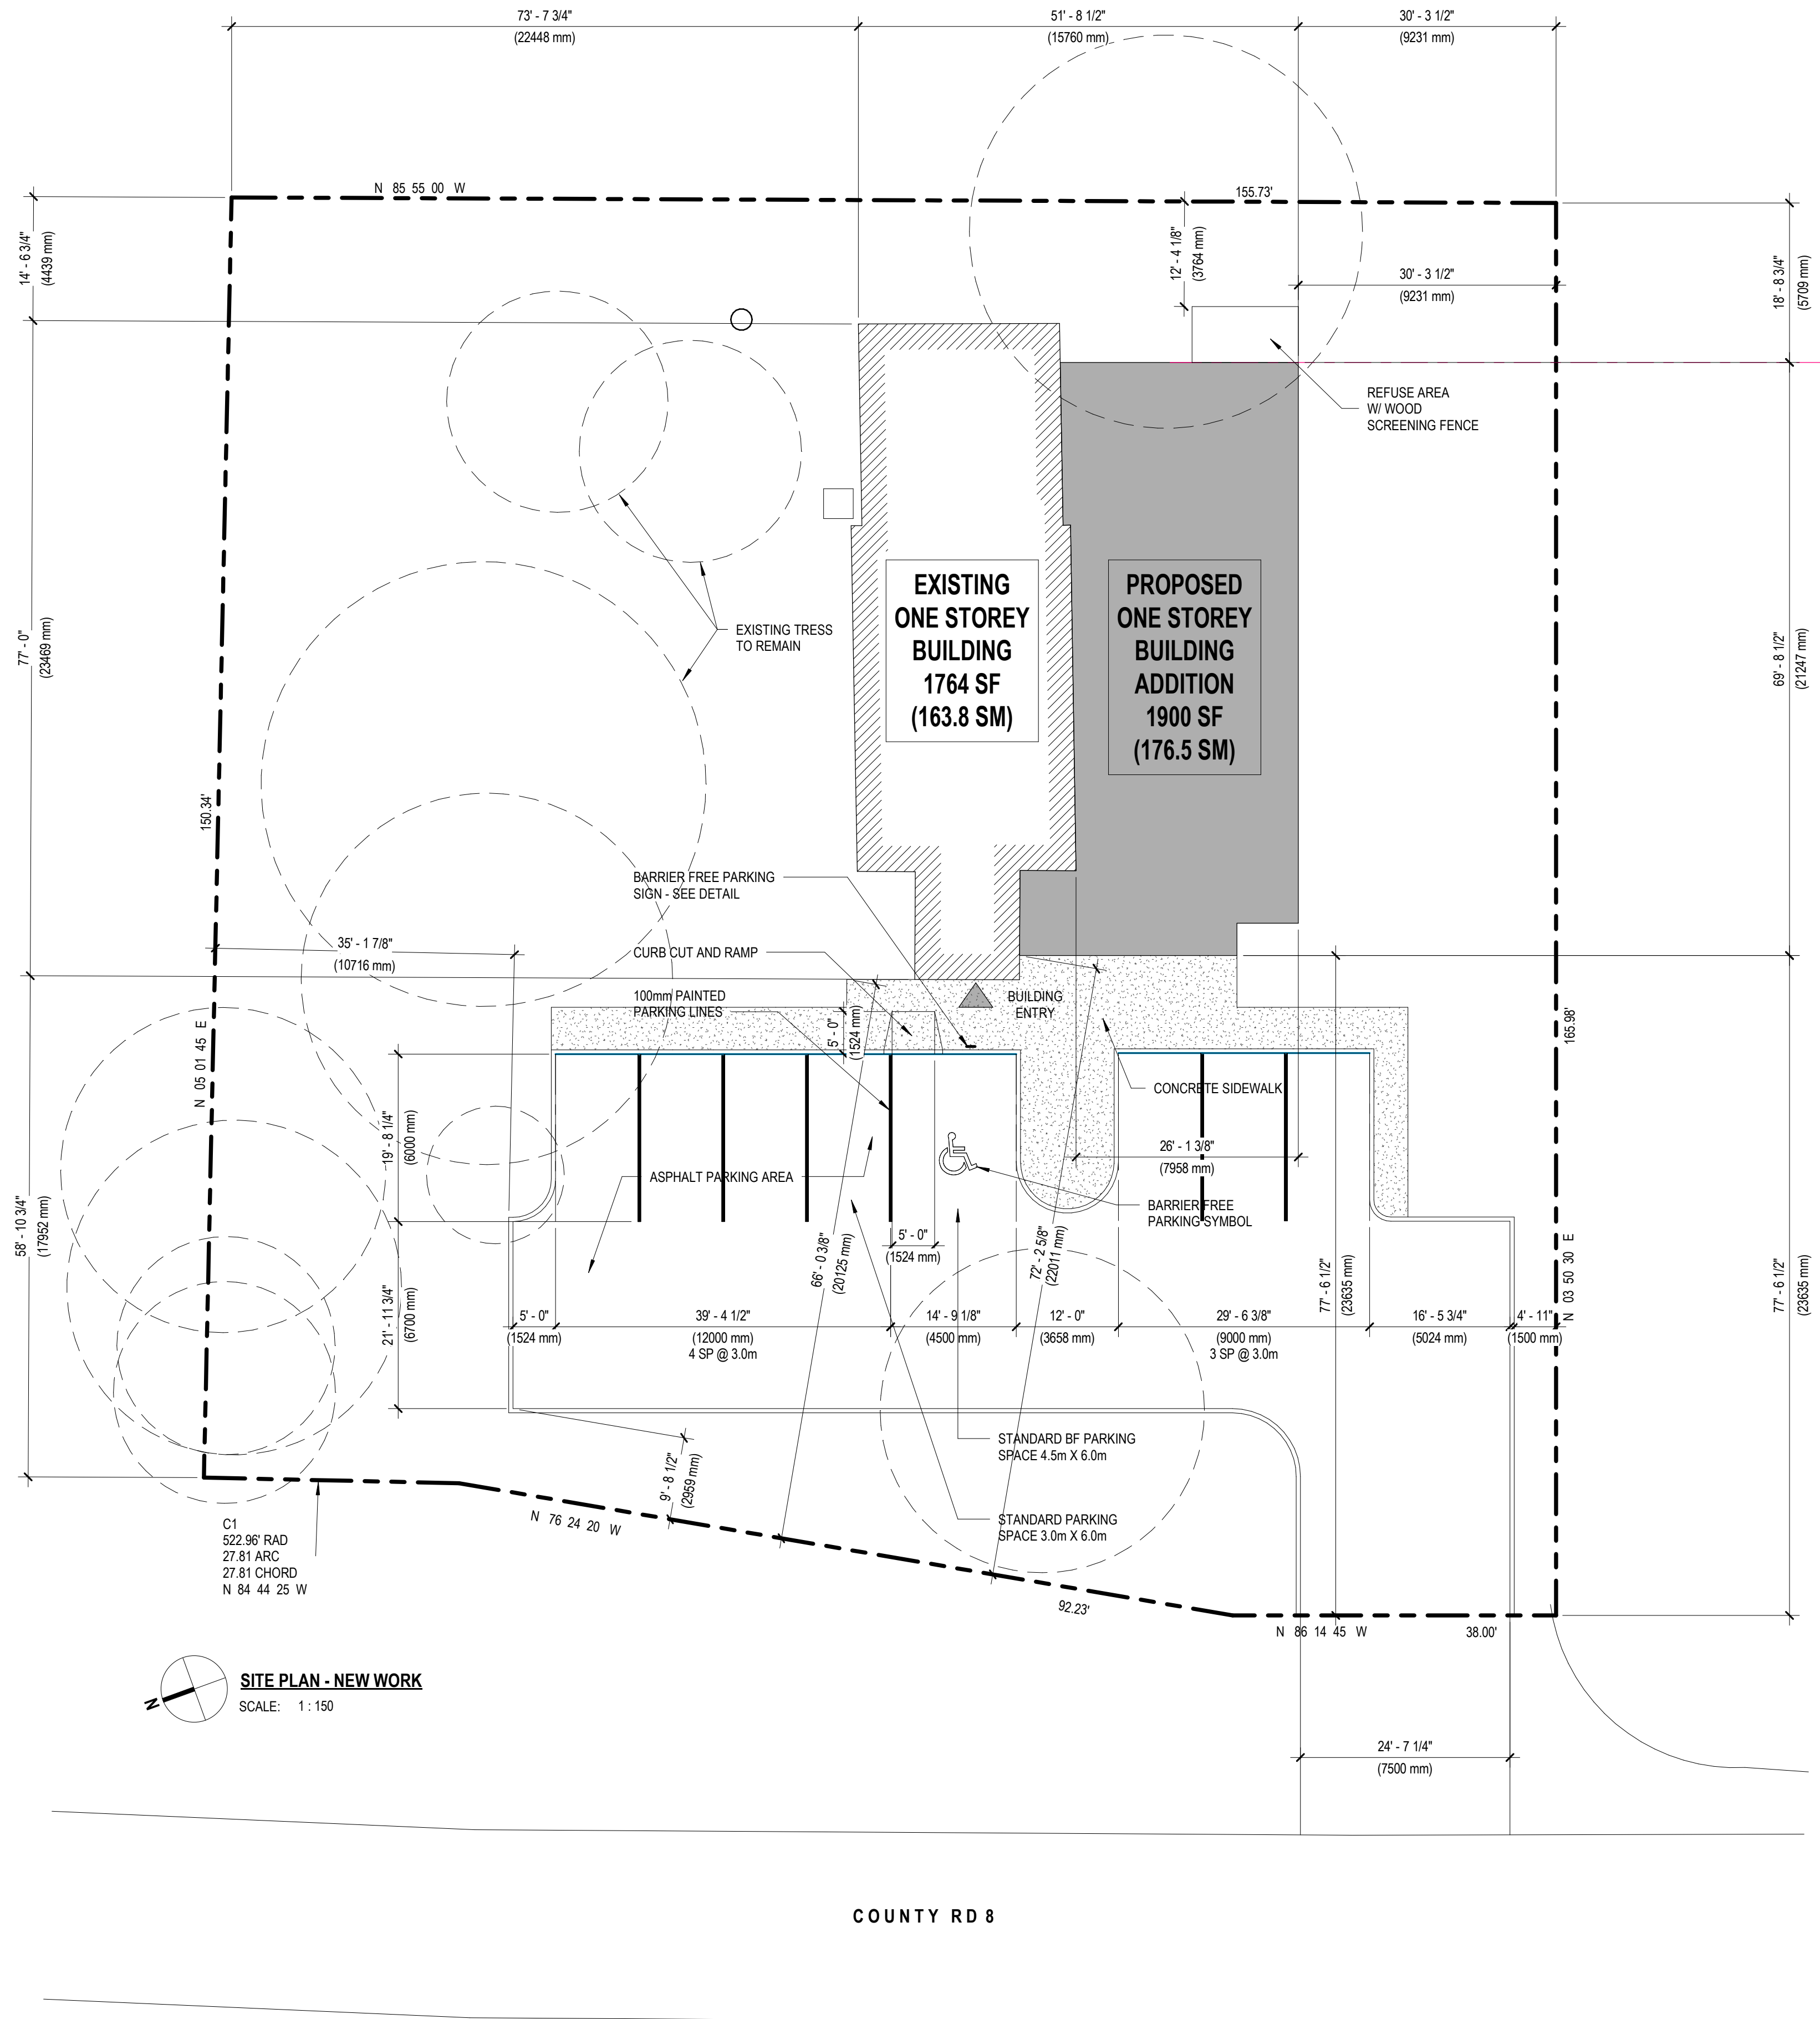 73' - 7 3/4"
(22448 mm)
51' - 8 1/2"
(15760 mm)
30' - 3 1/2"
(9231 mm)
N 85 55 00 W
155.73'
14' - 6 3/4"
(4439 mm)
12' - 4 1/8"
(3764 mm)
30' - 3 1/2"
(9231 mm)
18' - 8 3/4"
(5709 mm)
REFUSE AREA
W/ WOOD
SCREENING FENCE
EXISTING
ONE STOREY
BUILDING
1764 SF
(163.8 SM)
PROPOSED
ONE STOREY
BUILDING
ADDITION
1900 SF
(176.5 SM)
EXISTING TRESS
TO REMAIN
77' - 0"
(23469 mm)
69' - 8 1/2"
(21247 mm)
150.34'
BARRIER FREE PARKING
SIGN - SEE DETAIL
35' - 1 7/8"
(10716 mm)
CURB CUT AND RAMP
100mm PAINTED
PARKING LINES
BUILDING
ENTRY
5' - 0"
(1524 mm)
165.98'
N 05 01 45 E
CONCRETE SIDEWALK
19' - 8 1/4"
(6000 mm)
26' - 1 3/8"
(7958 mm)
ASPHALT PARKING AREA
BARRIER FREE
PARKING SYMBOL
58' - 10 3/4"
(17952 mm)
5' - 0"
(1524 mm)
66' - 0 3/8"
(20125 mm)
72' - 2 5/8"
(22011 mm)
77' - 6 1/2"
(23635 mm)
N 03 50 30 E
77' - 6 1/2"
(23635 mm)
21' - 11 3/4"
(6700 mm)
5' - 0"
(1524 mm)
39' - 4 1/2"
(12000 mm)
4 SP @ 3.0m
14' - 9 1/8"
(4500 mm)
12' - 0"
(3658 mm)
29' - 6 3/8"
(9000 mm)
3 SP @ 3.0m
16' - 5 3/4"
(5024 mm)
4' - 11"
(1500 mm)
STANDARD BF PARKING
SPACE 4.5m X 6.0m
9' - 8 1/2"
(2959 mm)
STANDARD PARKING
SPACE 3.0m X 6.0m
N 76 24 20 W
C1
522.96' RAD
27.81 ARC
27.81 CHORD
N 84 44 25 W
92.23'
N 86 14 45 W
38.00'
N
SITE PLAN - NEW WORK
SCALE: 1 : 150
24' - 7 1/4"
(7500 mm)
COUNTY RD 8